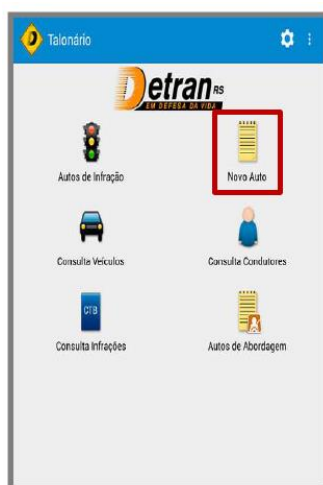 Talonário
Detran RS
EM DEFESA DA VIDA
Autos de Infração
Novo Auto
Consulta Veículos
Consulta Condutores
CTB
Consulta Infrações
Autos de Abordagem